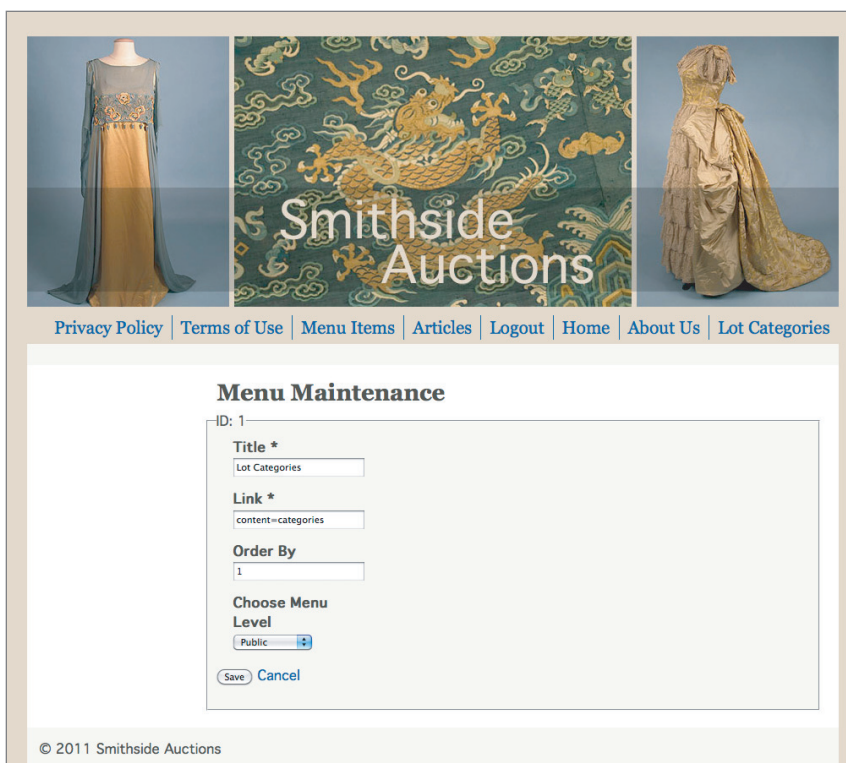 Smithside
Auctions
Privacy Policy | Terms of Use | Menu Items | Articles | Logout | Home | About Us | Lot Categories
Menu Maintenance
ID: 1
Title *
Lot Categories
Link *
content=categories
Order By
1
Choose Menu
Level
Public
Save Cancel
© 2011 Smithside Auctions